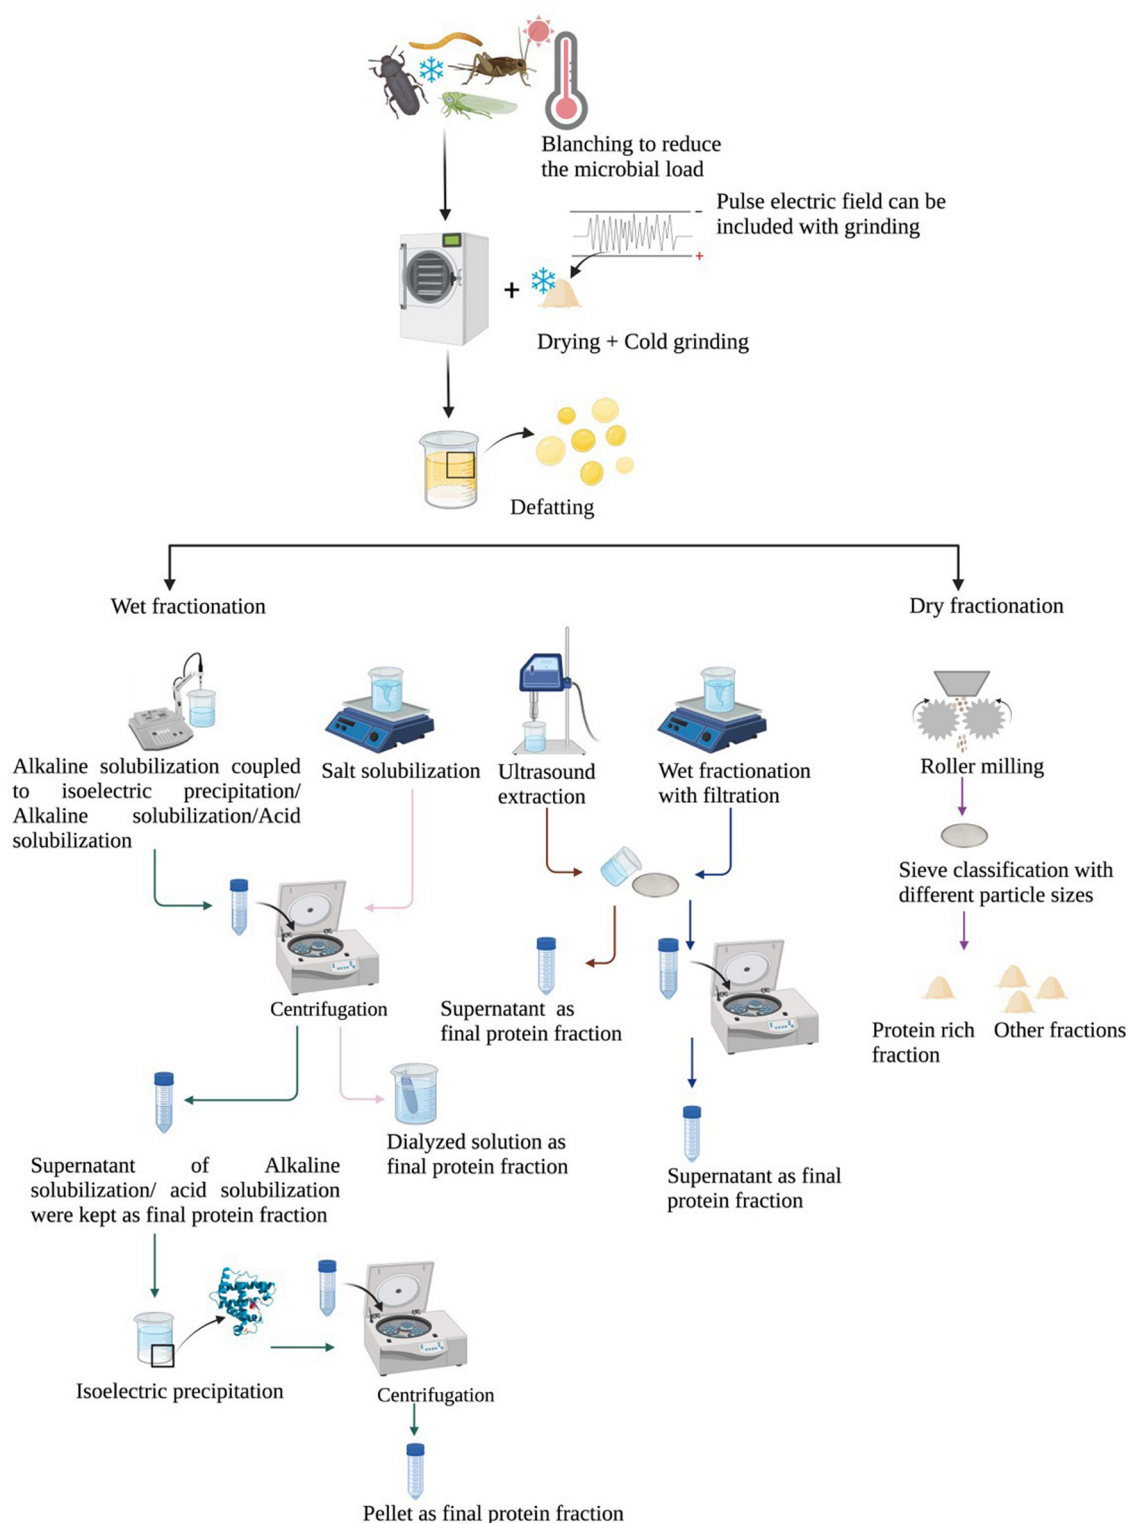 Blanching to reduce
the microbial load
Pulse electric field can be
included with grinding
−
+
+
Drying + Cold grinding
Defatting
Wet fractionation
Dry fractionation
Alkaline solubilization coupled
to isoelectric precipitation/
Alkaline solubilization/Acid
solubilization
Salt solubilization
Ultrasound
extraction
Wet fractionation
with filtration
Roller milling
Sieve classification with
different particle sizes
Centrifugation
Supernatant as
final protein fraction
Protein rich
fraction
Other fractions
Dialyzed solution as
final protein fraction
Supernatant of Alkaline
solubilization/ acid solubilization
were kept as final protein fraction
Supernatant as final
protein fraction
Isoelectric precipitation
Centrifugation
Pellet as final protein fraction